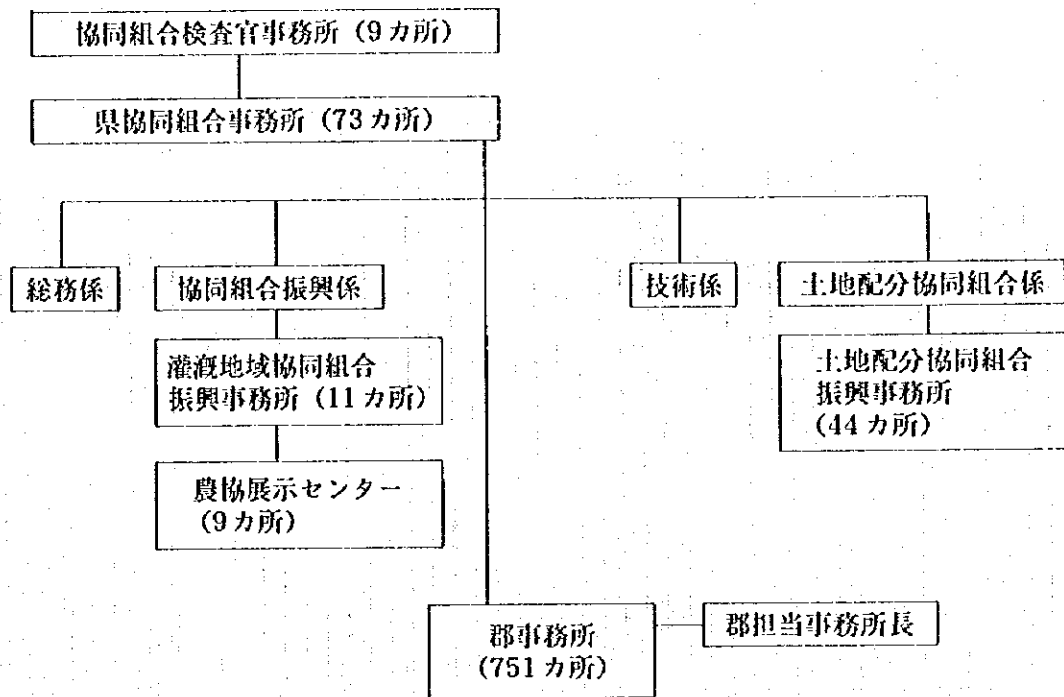 協同組合検査官事務所 (9カ所)
県協同組合事務所 (73カ所)
総務係
協同組合振興係
技術係
土地配分協同組合係
灌漑地域協同組合
振興事務所 (11カ所)
土地配分協同組合
振興事務所
(44カ所)
農協展示センター
(9カ所)
郡事務所
(751カ所)
郡担当事務所長